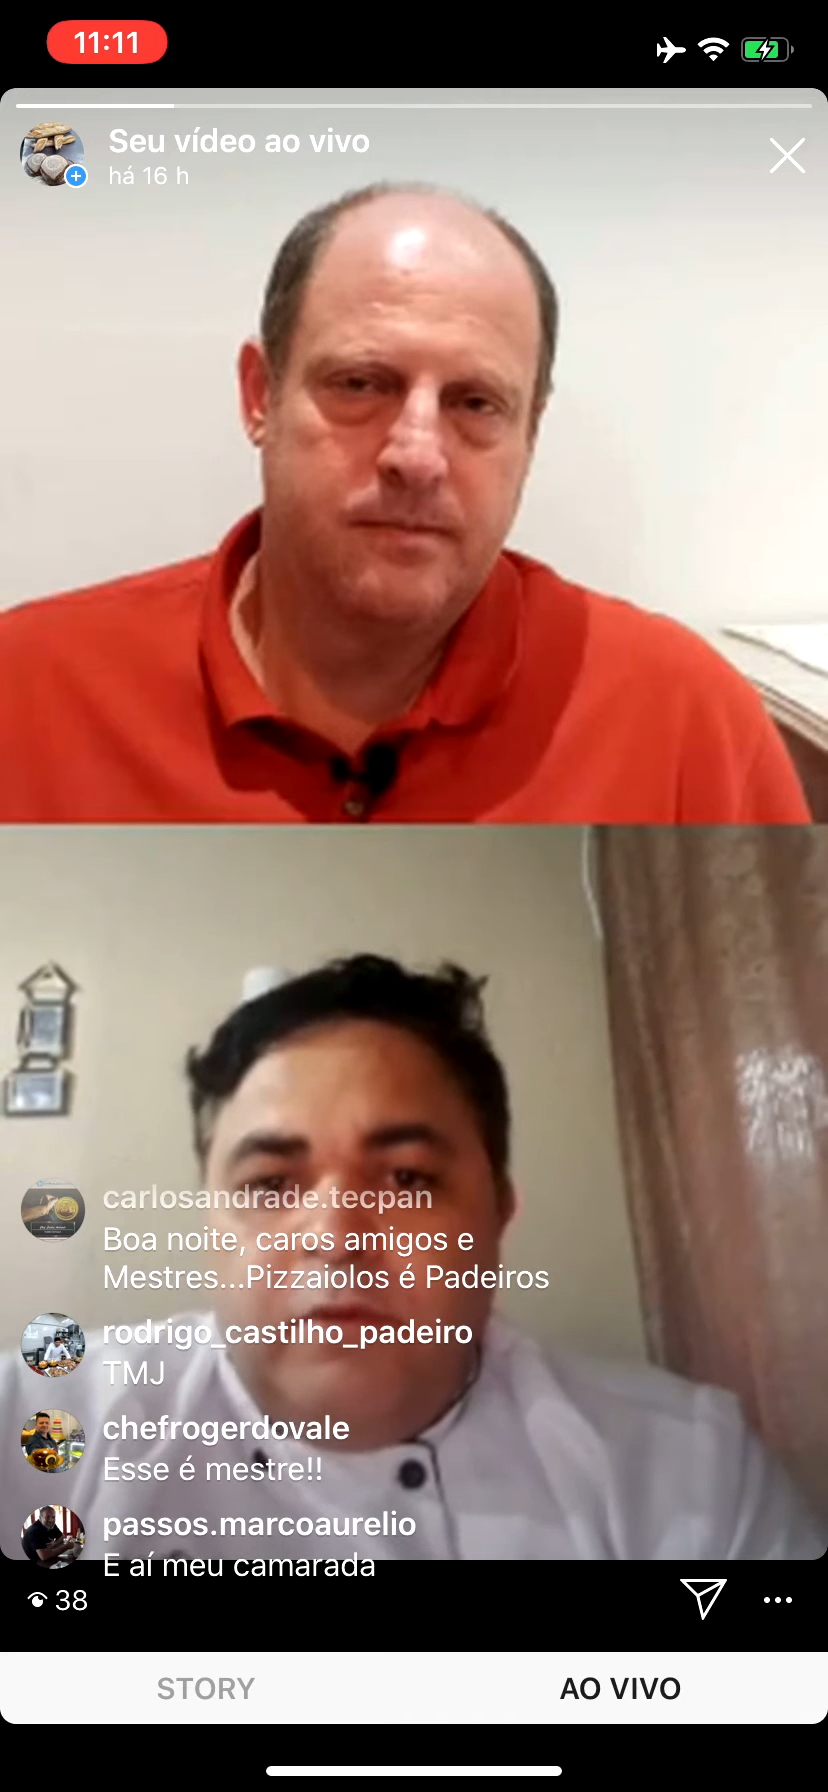 11:11
Seu vídeo ao vivo
há 16 h
carlosandrade.tecpan
Boa noite, caros amigos e
Mestres...Pizzaiolos é Padeiros
rodrigo_castilho_padeiro
TMJ
chefrogerdovale
Esse é mestre!!
passos.marcoaurelio
E aí meu camarada
38
STORY
AO VIVO